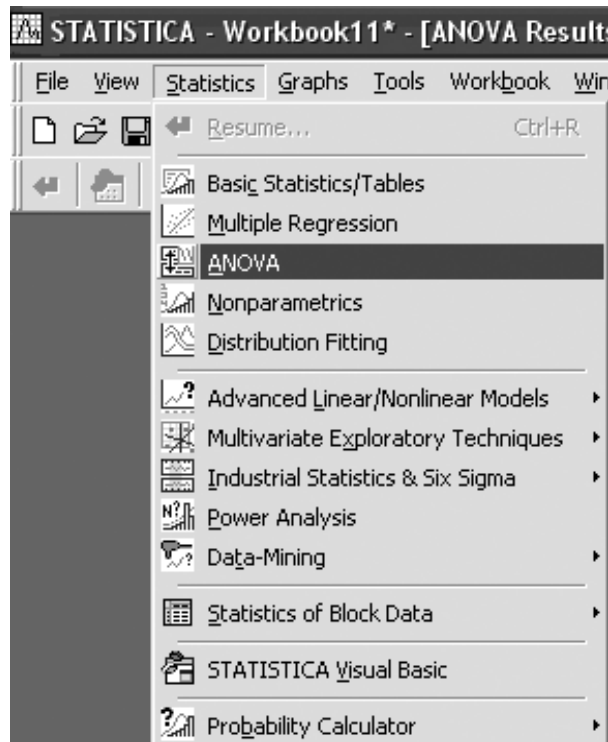 STATISTICA - Workbook11* - [ANOVA Results
File View Statistics Graphs Tools Workbook Win
Resume... Ctrl+R
Basic Statistics/Tables
Multiple Regression
ANOVA
Nonparametrics
Distribution Fitting
Advanced Linear/Nonlinear Models
Multivariate Exploratory Techniques
Industrial Statistics & Six Sigma
Power Analysis
Data-Mining
Statistics of Block Data
STATISTICA Visual Basic
Probability Calculator